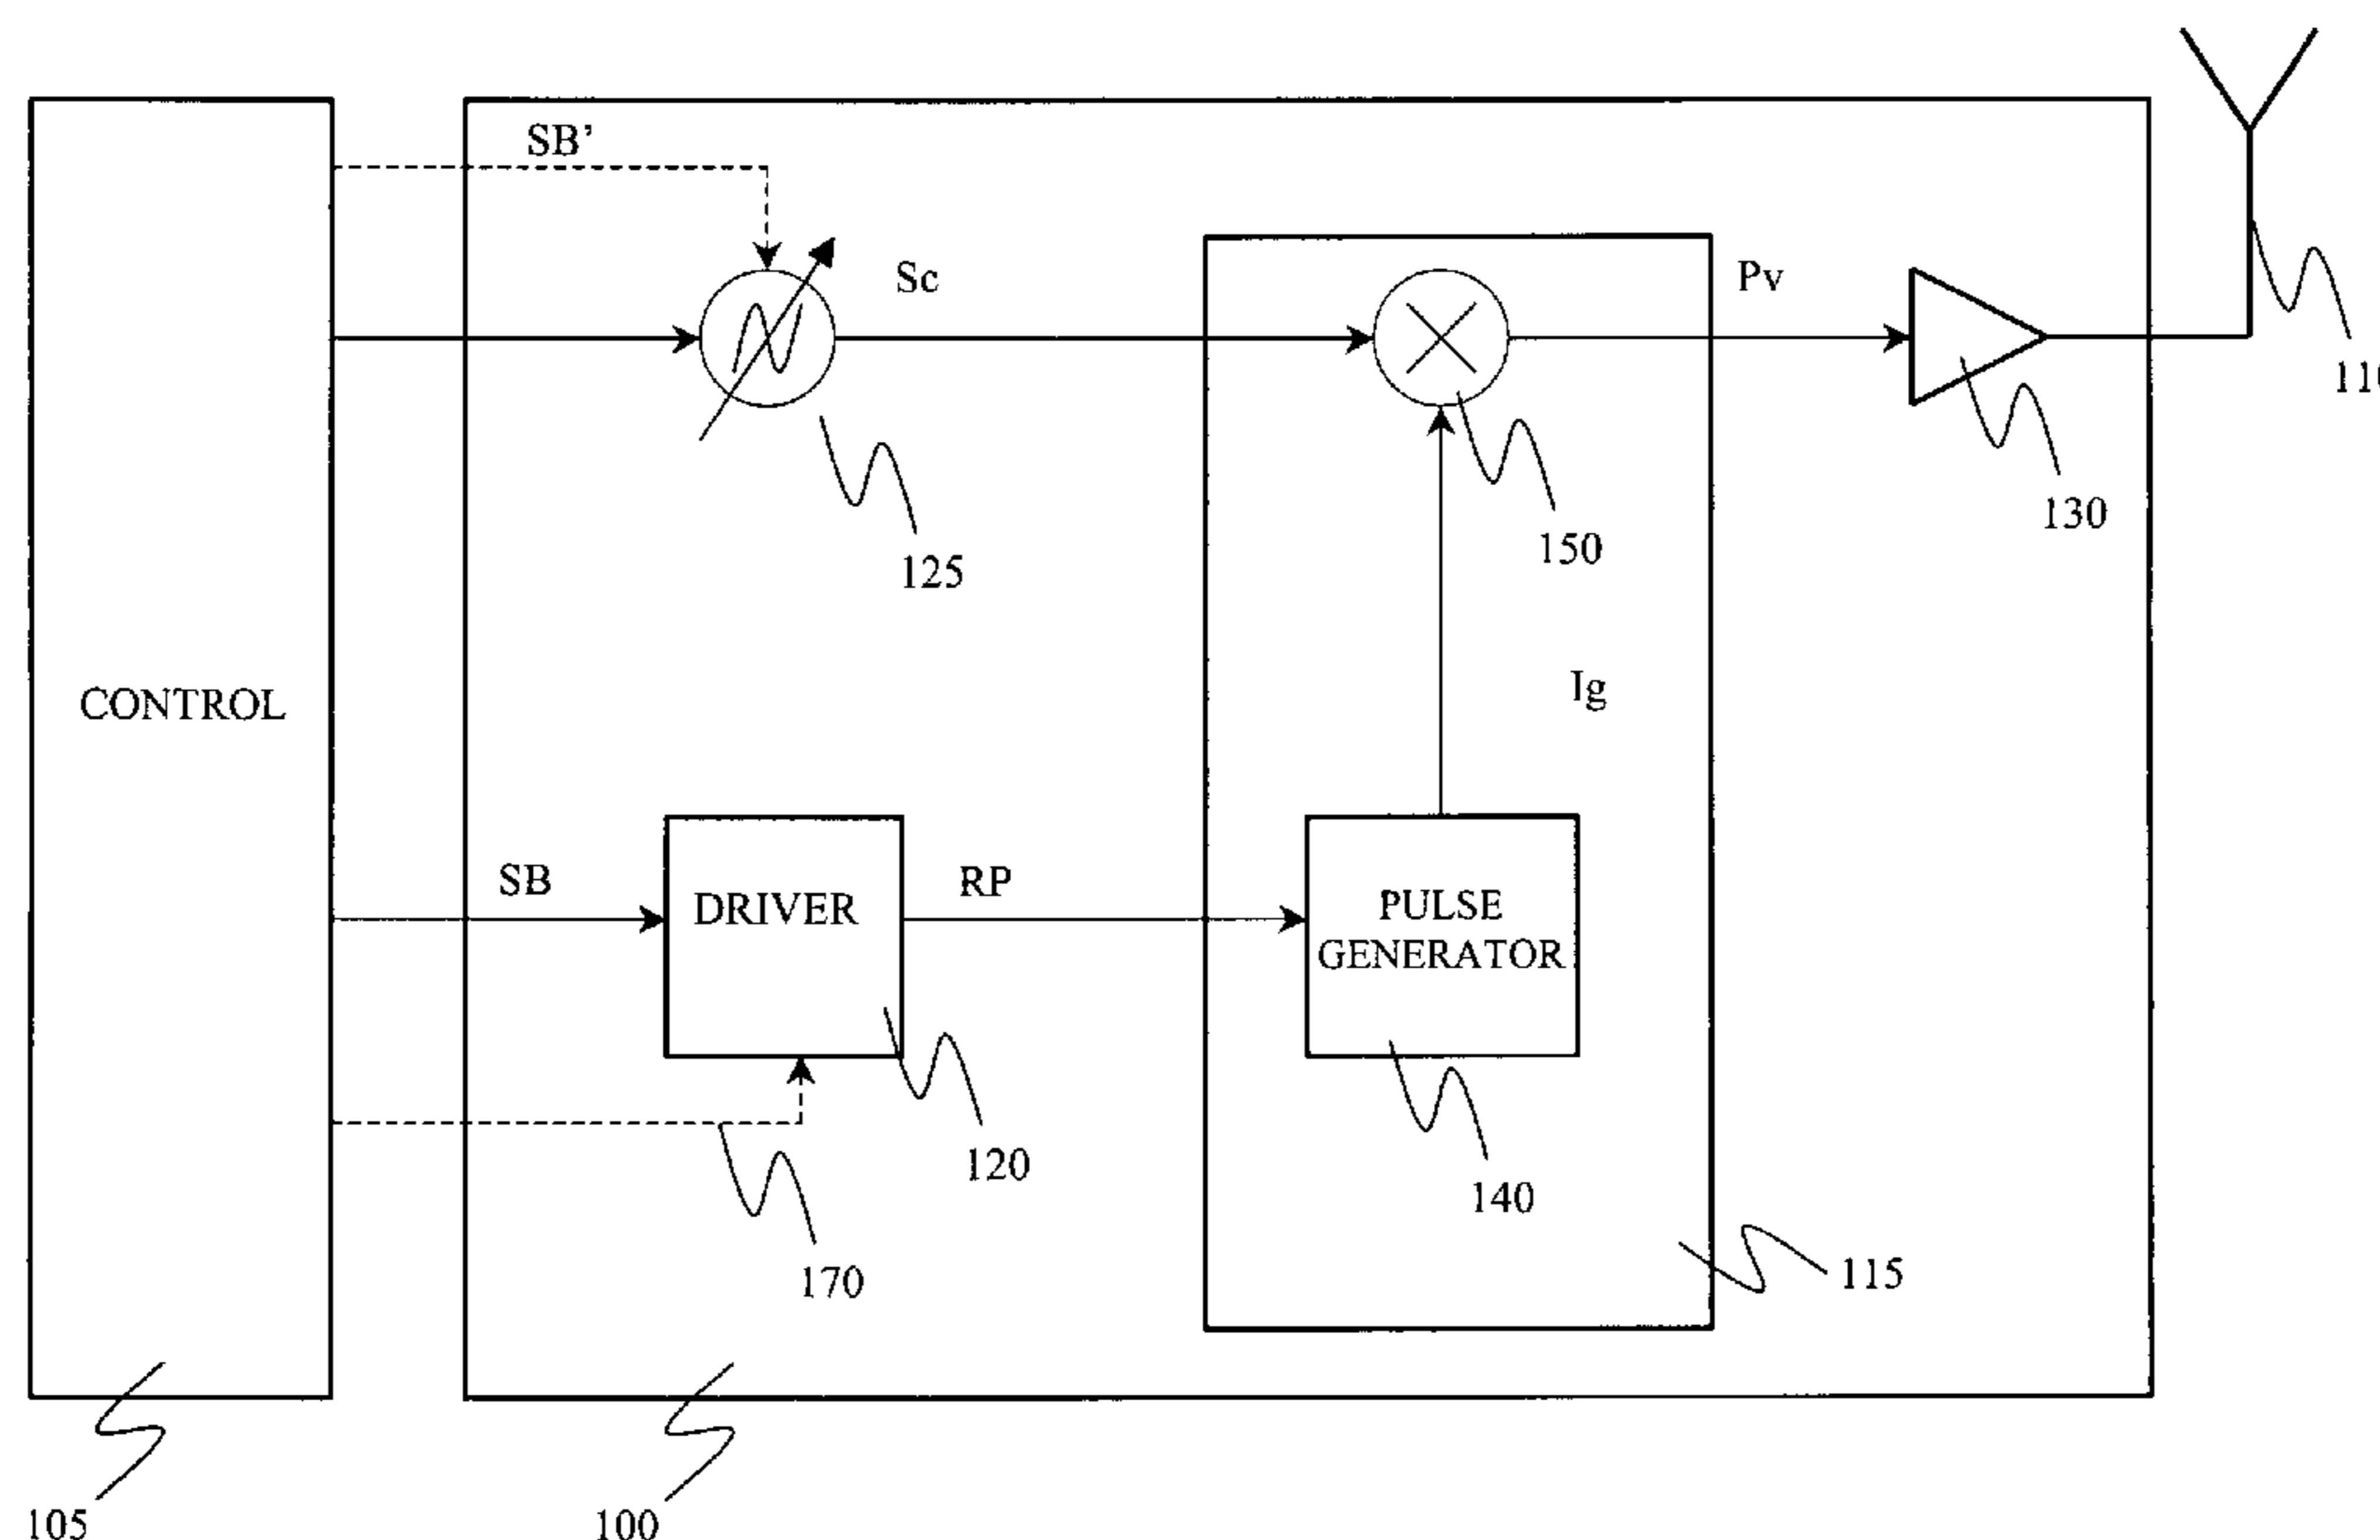 SB’
Sc
Pv
130
150
125
Ig
CONTROL
SB
DRIVER
RP
PULSE
GENERATOR
120
140
170
115
105
100